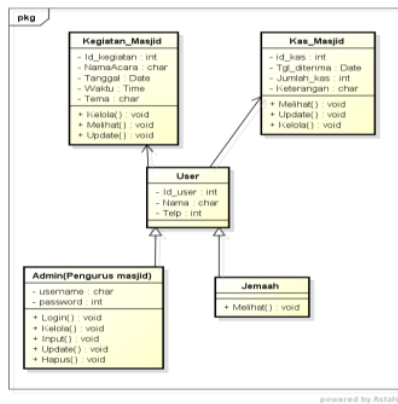 pkg
Kegiatan_Masjid
- Id_kegiatan : int
- NamaAcara : char
- Tanggal : Date
- Waktu : Time
- Tema : char
+ Kelola() : void
+ Melihat() : void
+ Update() : void
Kas_Masjid
- id_kas : int
- Tgl_diterima : Date
- Jumlah_kas : int
- Keterangan : char
+ Melihat() : void
+ Update() : void
+ Kelola() : void
User
- Id_user : int
- Nama : char
- Telp : int
Admin(Pengurus masjid)
- username : char
- password : int
+ Login() : void
+ Kelola() : void
+ Input() : void
+ Update() : void
+ Hapus() : void
Jemaah
+ Melihat() : void
powered by Astah